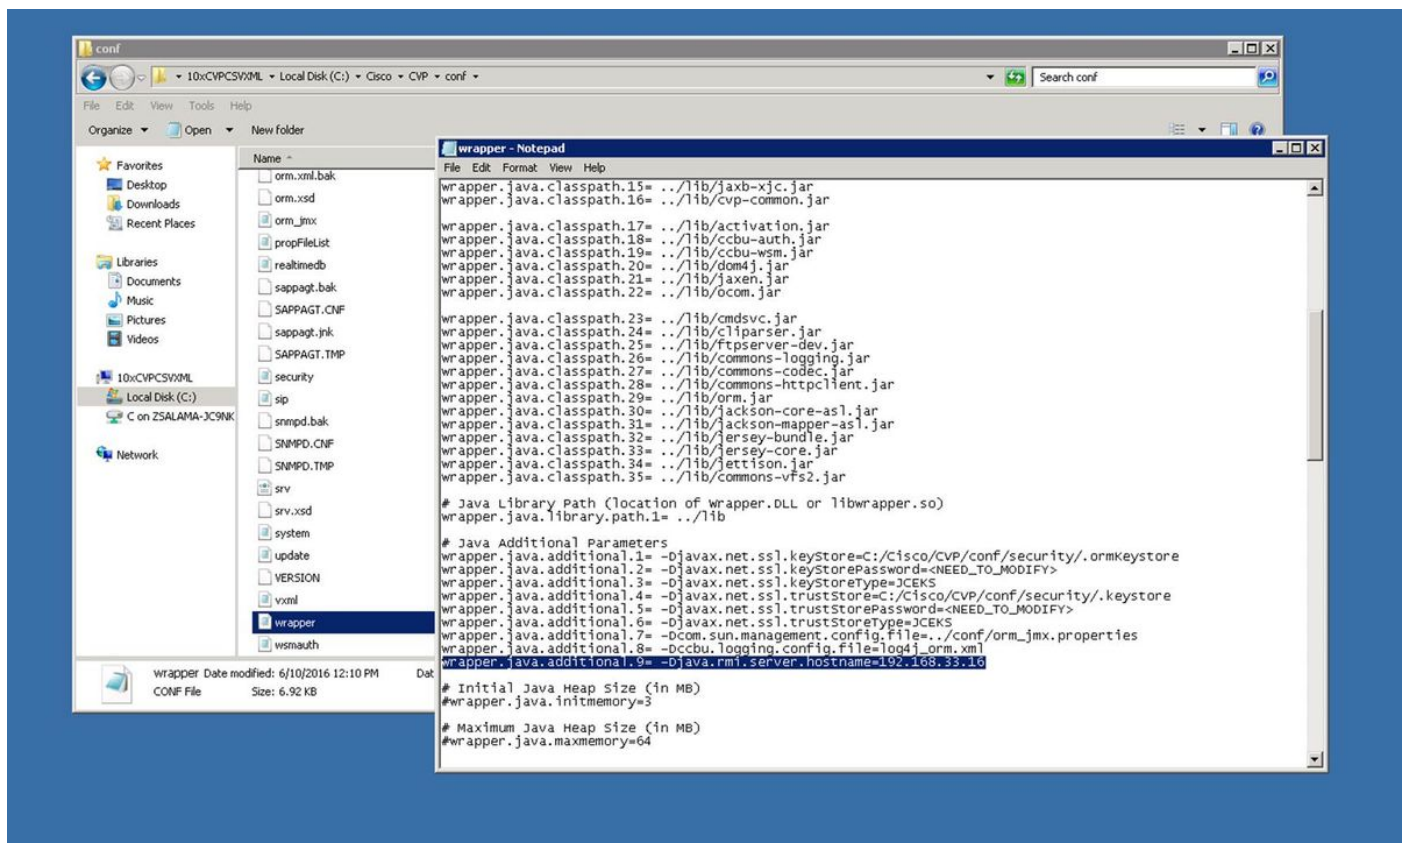 conf
10xCVPCSVXML Local Disk (C:) Cisco CVP conf
Search conf
File Edit View Tools Help
Organize Open New folder
Favorites
Desktop
Downloads
Recent Places
Libraries
Documents
Music
Pictures
Videos
10xCVPCSVXML
Local Disk (C:)
C on ZSALAMA-JC9NK
Network
Name
orm.xml.bak
orm.xsd
orm_jmx
propFileList
realtimedb
sappagt.bak
SAPPAGT.CNF
sappagt.jnk
SAPPAGT.TMP
security
sip
snmpd.bak
SNMPD.CNF
SNMPD.TMP
srv
srv.xsd
system
update
VERSION
vxml
wrapper
wsmauth
wrapper Date modified: 6/10/2016 12:10 PM Dat
CONF File Size: 6.92 KB
wrapper - Notepad
File Edit Format View Help
wrapper.java.classpath.15= ../lib/jaxb-xjc.jar
wrapper.java.classpath.16= ../lib/cvp-common.jar
wrapper.java.classpath.17= ../lib/activation.jar
wrapper.java.classpath.18= ../lib/ccbu-auth.jar
wrapper.java.classpath.19= ../lib/ccbu-wsm.jar
wrapper.java.classpath.20= ../lib/dom4j.jar
wrapper.java.classpath.21= ../lib/jaxen.jar
wrapper.java.classpath.22= ../lib/ocom.jar
wrapper.java.classpath.23= ../lib/cmdsvc.jar
wrapper.java.classpath.24= ../lib/cliparser.jar
wrapper.java.classpath.25= ../lib/ftpserver-dev.jar
wrapper.java.classpath.26= ../lib/commons-logging.jar
wrapper.java.classpath.27= ../lib/commons-codec.jar
wrapper.java.classpath.28= ../lib/commons-httpclient.jar
wrapper.java.classpath.29= ../lib/orm.jar
wrapper.java.classpath.30= ../lib/jackson-core-asl.jar
wrapper.java.classpath.31= ../lib/jackson-mapper-asl.jar
wrapper.java.classpath.32= ../lib/jersey-bundle.jar
wrapper.java.classpath.33= ../lib/jersey-core.jar
wrapper.java.classpath.34= ../lib/jettison.jar
wrapper.java.classpath.35= ../lib/commons-vfs2.jar
# Java Library Path (location of Wrapper.DLL or libwrapper.so)
wrapper.java.library.path.1= ../lib
# Java Additional Parameters
wrapper.java.additional.1= -Djavax.net.ssl.keyStore=C:/Cisco/CVP/conf/security/.ormKeystore
wrapper.java.additional.2= -Djavax.net.ssl.keyStorePassword=<NEED_TO_MODIFY>
wrapper.java.additional.3= -Djavax.net.ssl.keyStoreType=JCEKS
wrapper.java.additional.4= -Djavax.net.ssl.trustStore=C:/Cisco/CVP/conf/security/.keystore
wrapper.java.additional.5= -Djavax.net.ssl.trustStorePassword=<NEED_TO_MODIFY>
wrapper.java.additional.6= -Djavax.net.ssl.trustStoreType=JCEKS
wrapper.java.additional.7= -Dcom.sun.management.config.file=../conf/orm_jmx.properties
wrapper.java.additional.8= -Dccbu.logging.config.file=log4j_orm.xml
wrapper.java.additional.9= -Djava.rmi.server.hostname=192.168.33.16
# Initial Java Heap Size (in MB)
#wrapper.java.initmemory=3
# Maximum Java Heap Size (in MB)
#wrapper.java.maxmemory=64